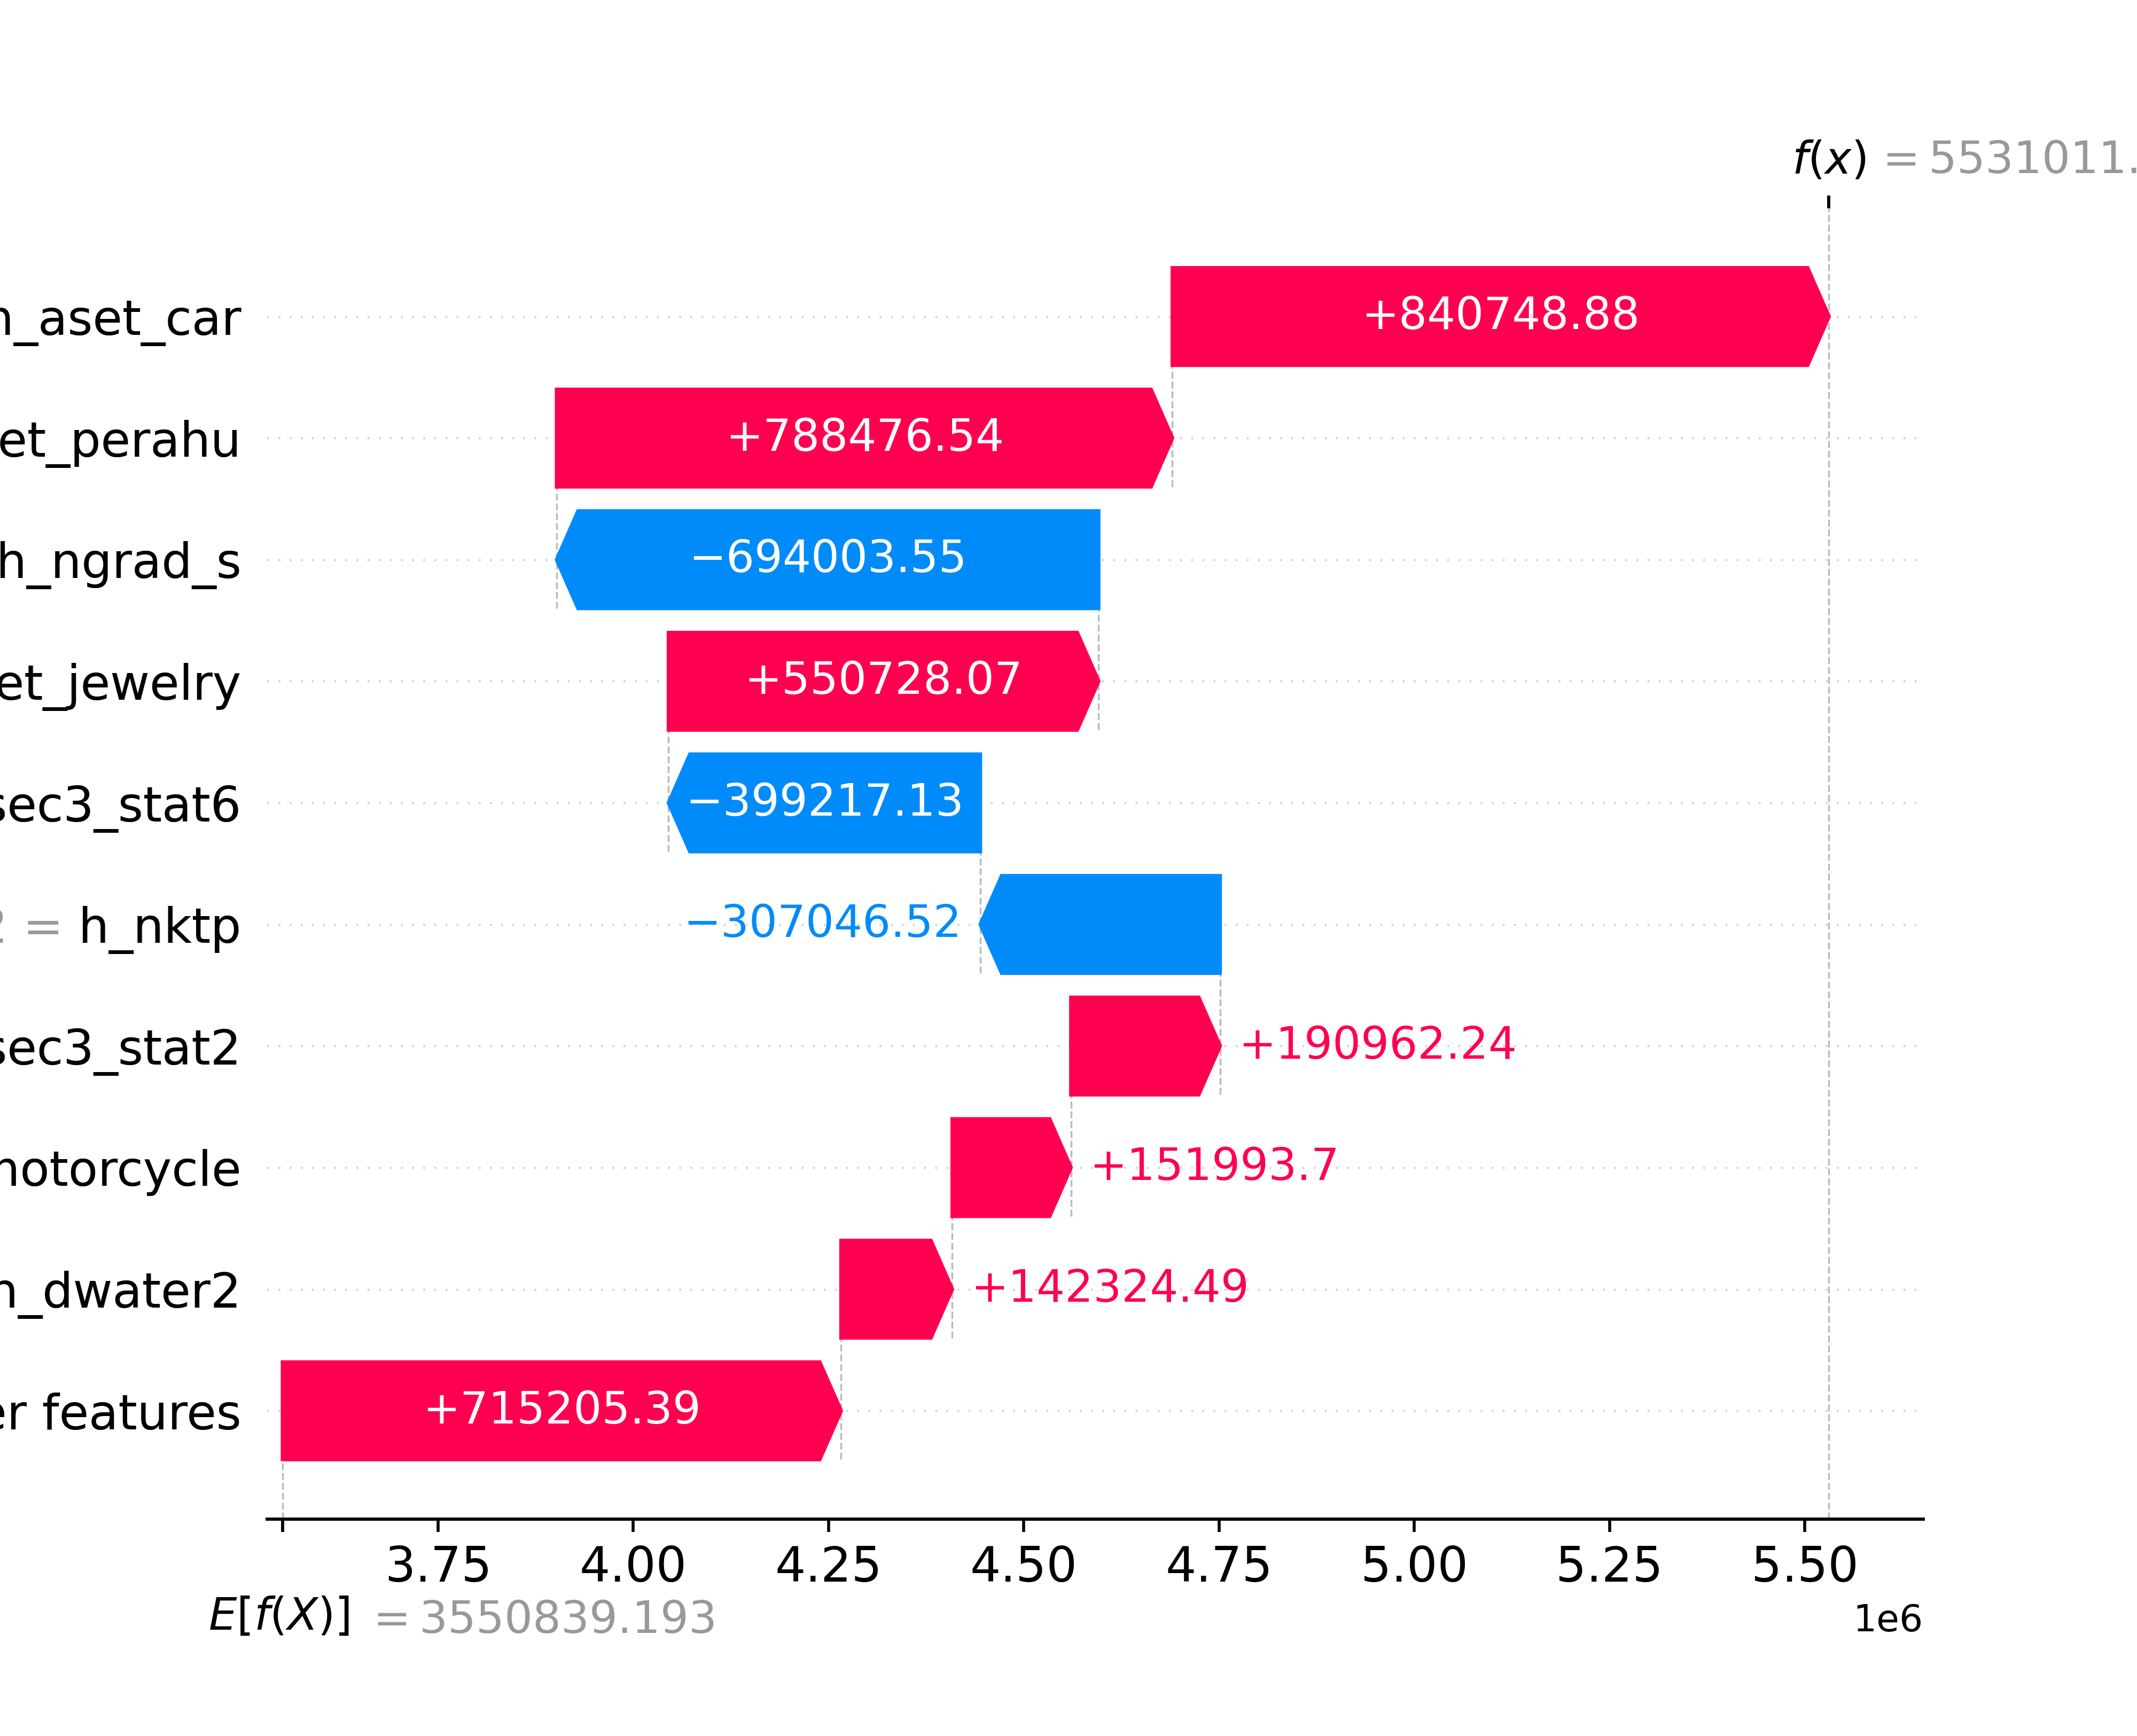 f(x) = 5531011.
n_aset_car +840748.88
et_perahu +788476.54
h_ngrad_s −694003.55
et_jewelry +550728.07
sec3_stat6 −399217.13
= h_nktp −307046.52
sec3_stat2 +190962.24
notorcycle +151993.7
n_dwater2 +142324.49
er features +715205.39
3.75 4.00 4.25 4.50 4.75 5.00 5.25 5.50
E[f(X)] = 3550839.193 1e6